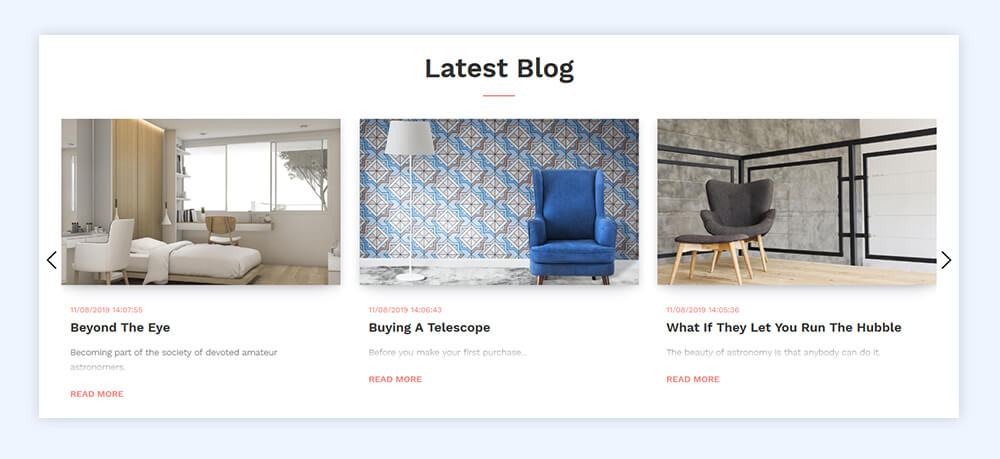 Latest Blog
11/08/2019 14:07:55
Beyond The Eye
Becoming part of the society of devoted amateur
astronomers.
READ MORE
11/08/2019 14:06:43
Buying A Telescope
Before you make your first purchase...
READ MORE
11/08/2019 14:05:36
What If They Let You Run The Hubble
The beauty of astronomy is that anybody can do it.
READ MORE